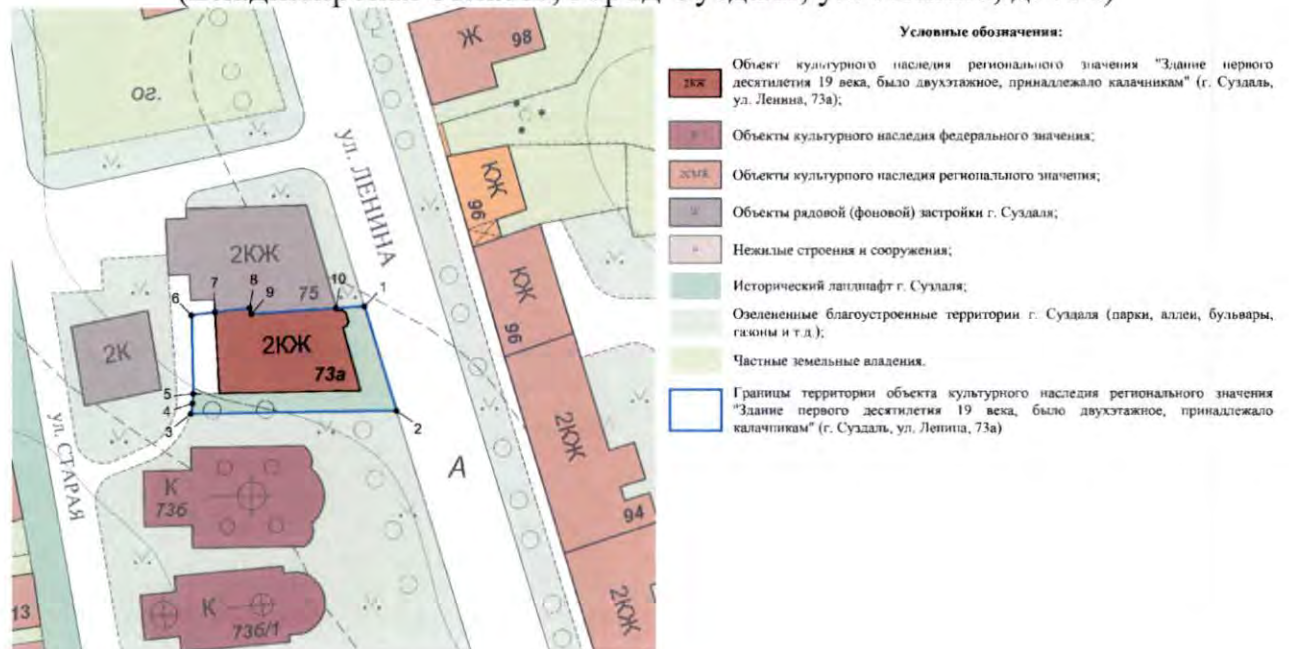 Условные обозначения:
2КЖ
Объект культурного наследия регионального значения "Здание первого
десятилетия 19 века, было двухэтажное, принадлежало калачникам" (г. Суздаль,
ул. Ленина, 73а);
Объекты культурного наследия федерального значения;
Объекты культурного наследия регионального значения;
Объекты рядовой (фоновой) застройки г. Суздаля;
Нежилые строения и сооружения;
Исторический ландшафт г. Суздаля;
Озелененные благоустроенные территории г. Суздаля (парки, аллеи, бульвары,
газоны и т.д.);
Частные земельные владения.
Границы территории объекта культурного наследия регионального значения
"Здание первого десятилетия 19 века, было двухэтажное, принадлежало
калачникам" (г. Суздаль, ул. Ленина, 73а)
Ж 98
ог.
ул. ЛЕНИНА
КЖ
96
2КЖ
75
КЖ
96
6 7 8 9 10 1
2К
2КЖ
73а
5
4
3
2
2КЖ
94
ул. СТАРАЯ
А
К
73б
2КЖ
13
К
73б/1